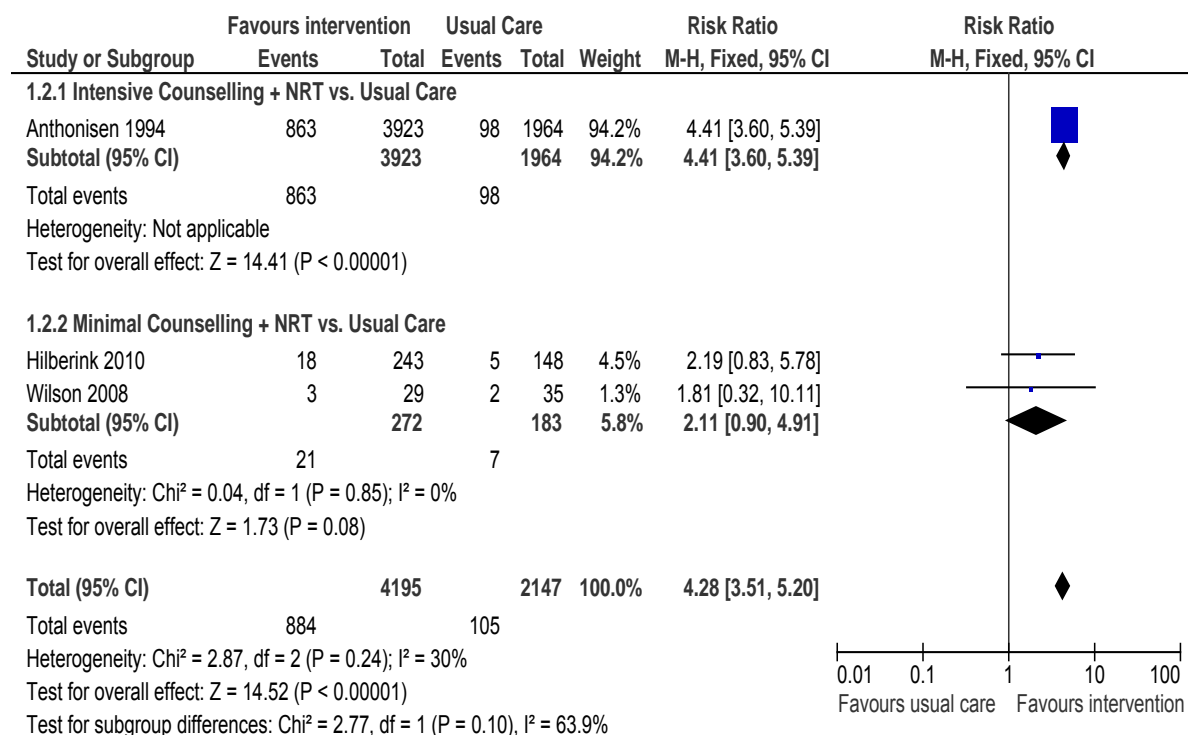 Favours intervention Usual Care Risk Ratio Risk Ratio
Study or Subgroup Events Total Events Total Weight M-H, Fixed, 95% CI M-H, Fixed, 95% CI
1.2.1 Intensive Counselling + NRT vs. Usual Care
Anthonisen 1994 863 3923 98 1964 94.2% 4.41 [3.60, 5.39]
Subtotal (95% CI) 3923 1964 94.2% 4.41 [3.60, 5.39]
Total events 863 98
Heterogeneity: Not applicable
Test for overall effect: Z = 14.41 (P < 0.00001)
1.2.2 Minimal Counselling + NRT vs. Usual Care
Hilberink 2010 18 243 5 148 4.5% 2.19 [0.83, 5.78]
Wilson 2008 3 29 2 35 1.3% 1.81 [0.32, 10.11]
Subtotal (95% CI) 272 183 5.8% 2.11 [0.90, 4.91]
Total events 21 7
Heterogeneity: Chi² = 0.04, df = 1 (P = 0.85); I² = 0%
Test for overall effect: Z = 1.73 (P = 0.08)
Total (95% CI) 4195 2147 100.0% 4.28 [3.51, 5.20]
Total events 884 105
Heterogeneity: Chi² = 2.87, df = 2 (P = 0.24); I² = 30%
Test for overall effect: Z = 14.52 (P < 0.00001)
Test for subgroup differences: Chi² = 2.77, df = 1 (P = 0.10), I² = 63.9%
0.01 0.1 1 10 100
Favours usual care Favours intervention